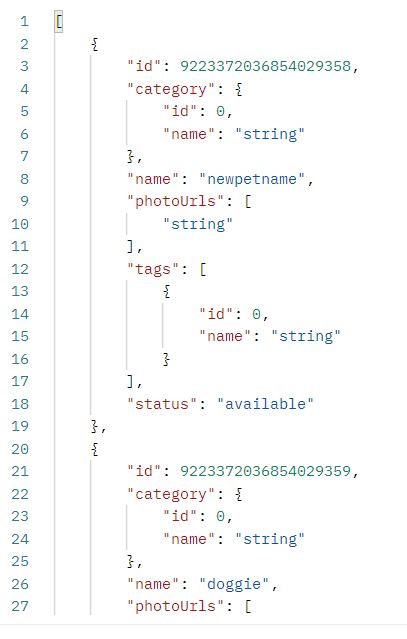 1 [
2     {
3         "id": 9223372036854029358,
4         "category": {
5             "id": 0,
6             "name": "string"
7         },
8         "name": "newpetname",
9         "photoUrls": [
10             "string"
11         ],
12         "tags": [
13             {
14                 "id": 0,
15                 "name": "string"
16             }
17         ],
18         "status": "available"
19     },
20     {
21         "id": 9223372036854029359,
22         "category": {
23             "id": 0,
24             "name": "string"
25         },
26         "name": "doggie",
27         "photoUrls": [